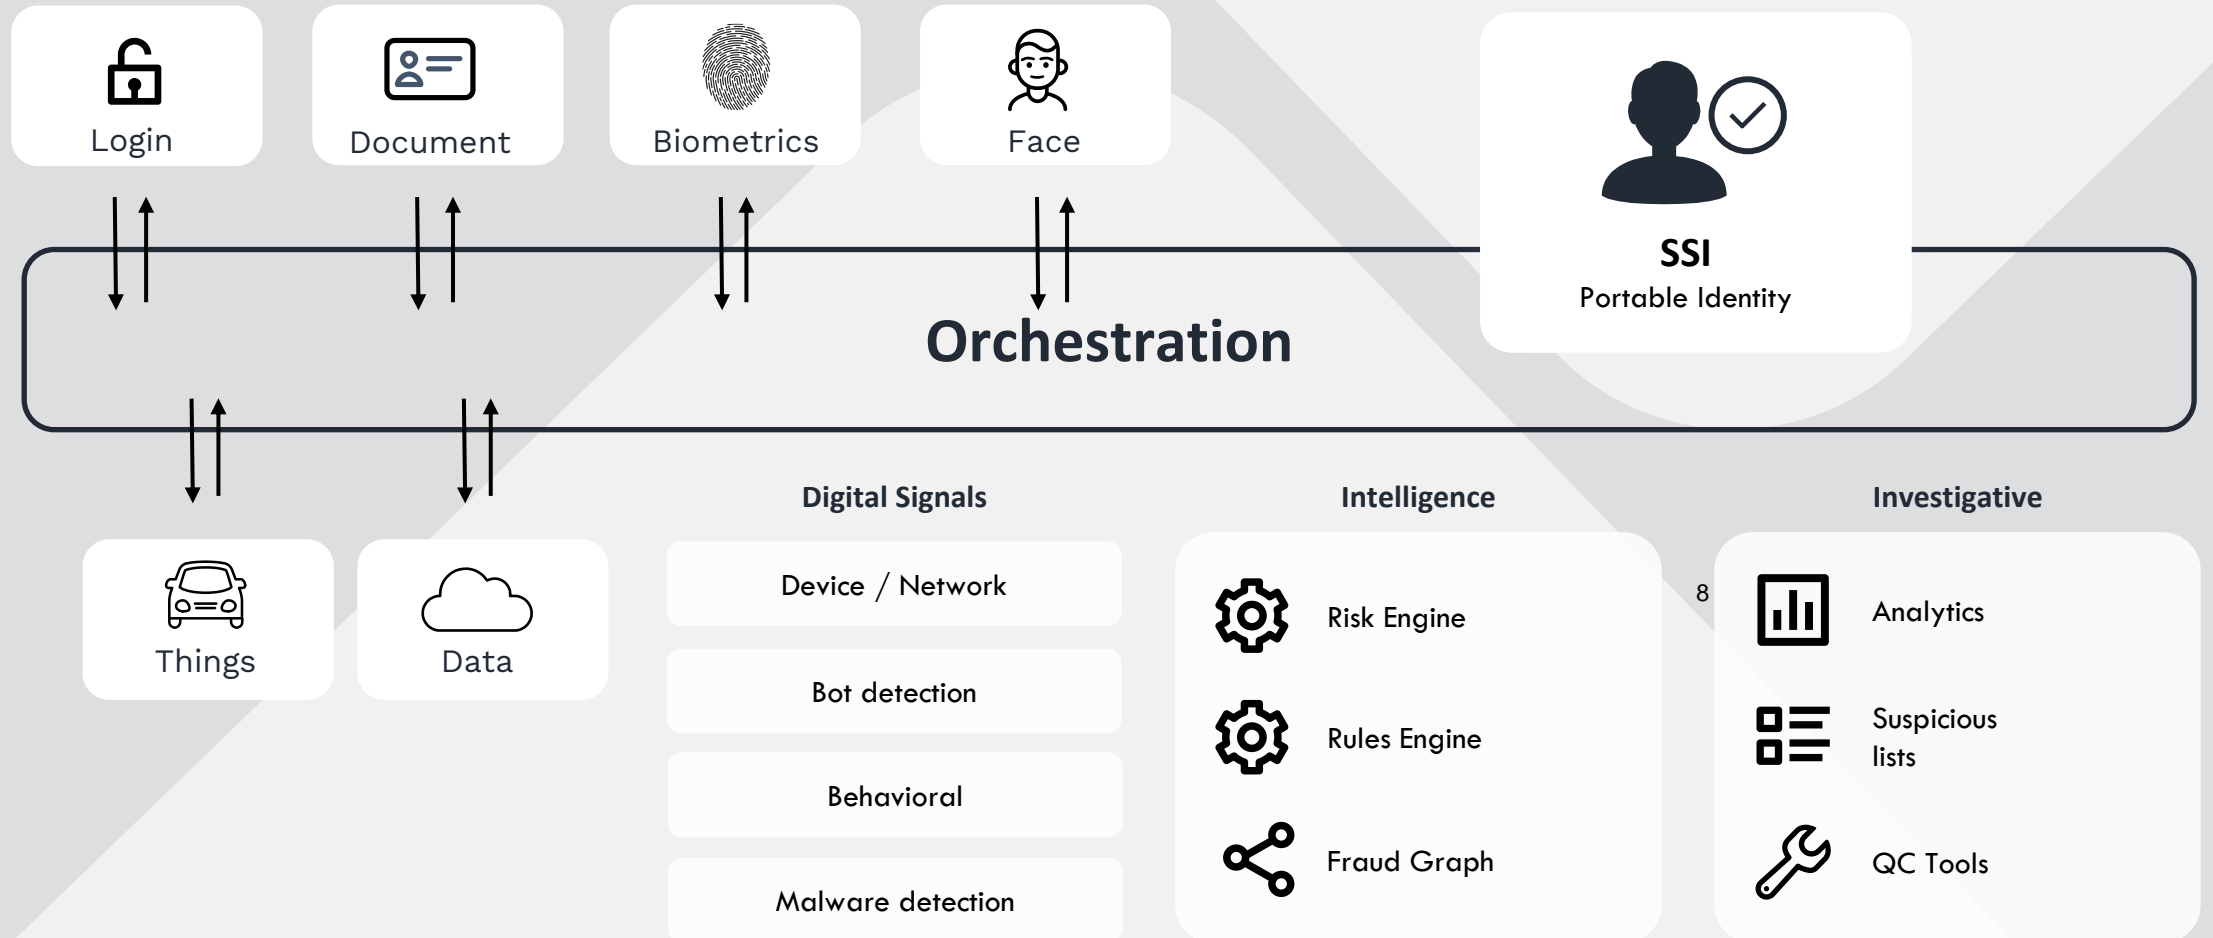 Login
Document
Biometrics
Face
SSI
Portable Identity
Orchestration
Things
Data
Digital Signals
Device / Network
Bot detection
Behavioral
Malware detection
Intelligence
Risk Engine
Rules Engine
Fraud Graph
8
Investigative
Analytics
Suspicious
lists
QC Tools